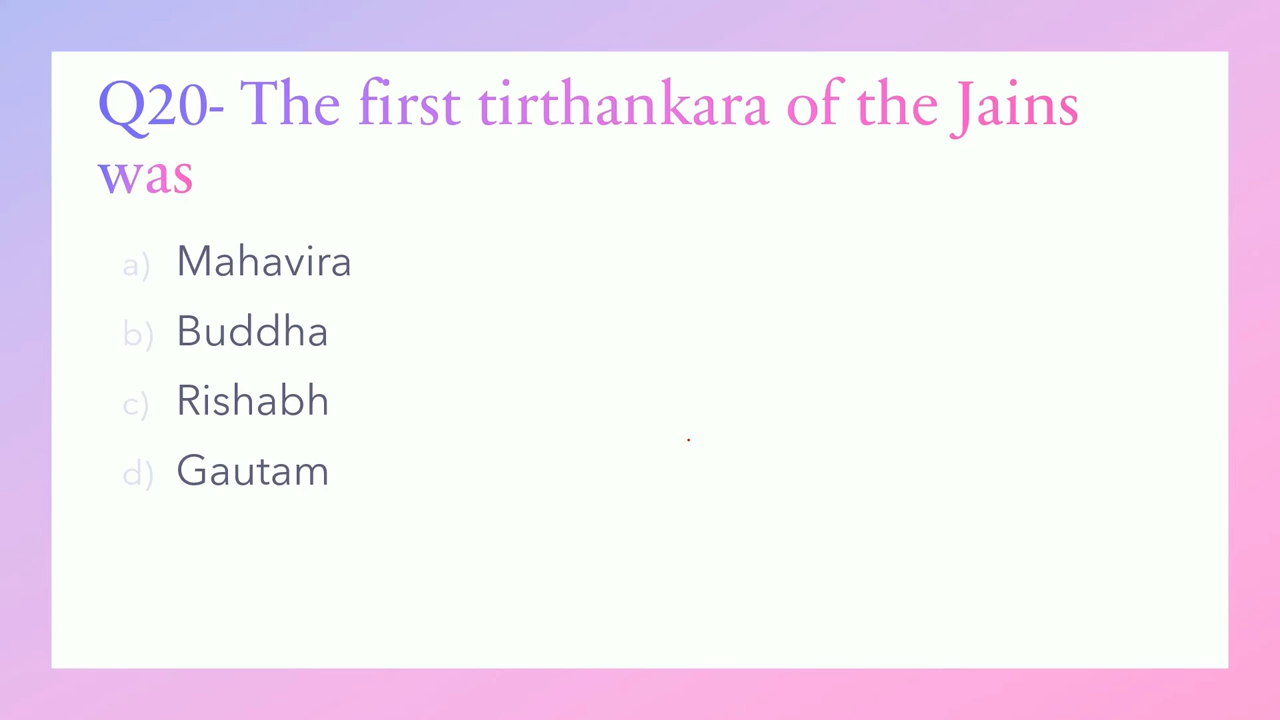 Q20- The first tirthankara of the Jains
was
a) Mahavira
b) Buddha
c) Rishabh
d) Gautam